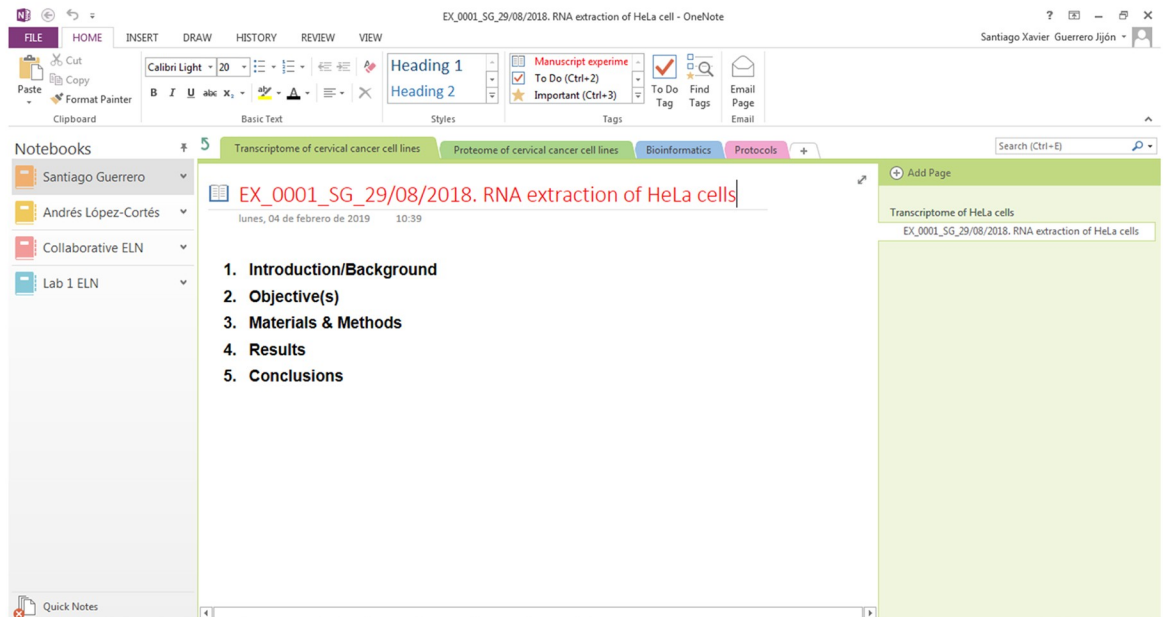 EX_0001_SG_29/08/2018. RNA extraction of HeLa cell - OneNote
FILE HOME INSERT DRAW HISTORY REVIEW VIEW
Santiago Xavier Guerrero Jijón
Paste
Cut
Copy
Format Painter
Clipboard
Calibri Light 20
B I U abc X₂ A
Basic Text
Heading 1
Heading 2
Styles
Manuscript experime
To Do (Ctrl+2)
Important (Ctrl+3)
To Do Tag
Find Tags
Tags
Email Page
Email
Notebooks
Santiago Guerrero
Andrés López-Cortés
Collaborative ELN
Lab 1 ELN
Quick Notes
Transcriptome of cervical cancer cell lines
Proteome of cervical cancer cell lines
Bioinformatics
Protocols
+
Search (Ctrl+E)
EX_0001_SG_29/08/2018. RNA extraction of HeLa cells
lunes, 04 de febrero de 2019 10:39
1. Introduction/Background
2. Objective(s)
3. Materials & Methods
4. Results
5. Conclusions
Add Page
Transcriptome of HeLa cells
EX_0001_SG_29/08/2018. RNA extraction of HeLa cells